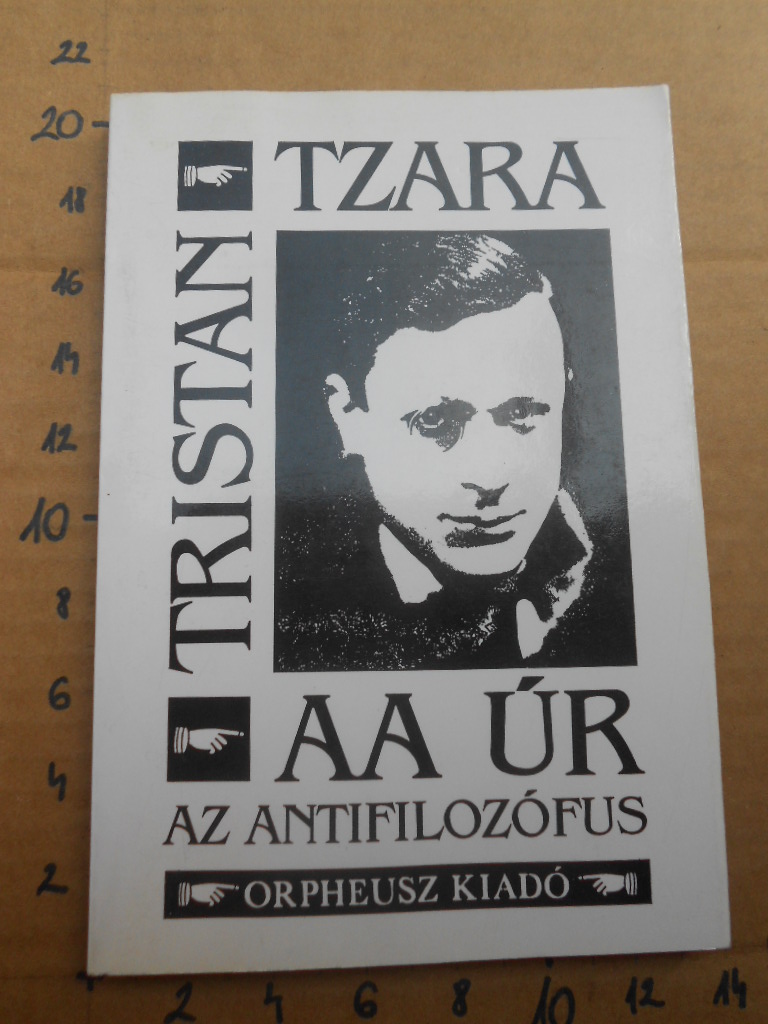 TRISTAN
TZARA
AA ÚR
AZ ANTIFILOZÓFUS
ORPHEUSZ KIADÓ
22
20
18
16
14
12
10
8
6
4
2
2 4 6 8 10 12 14